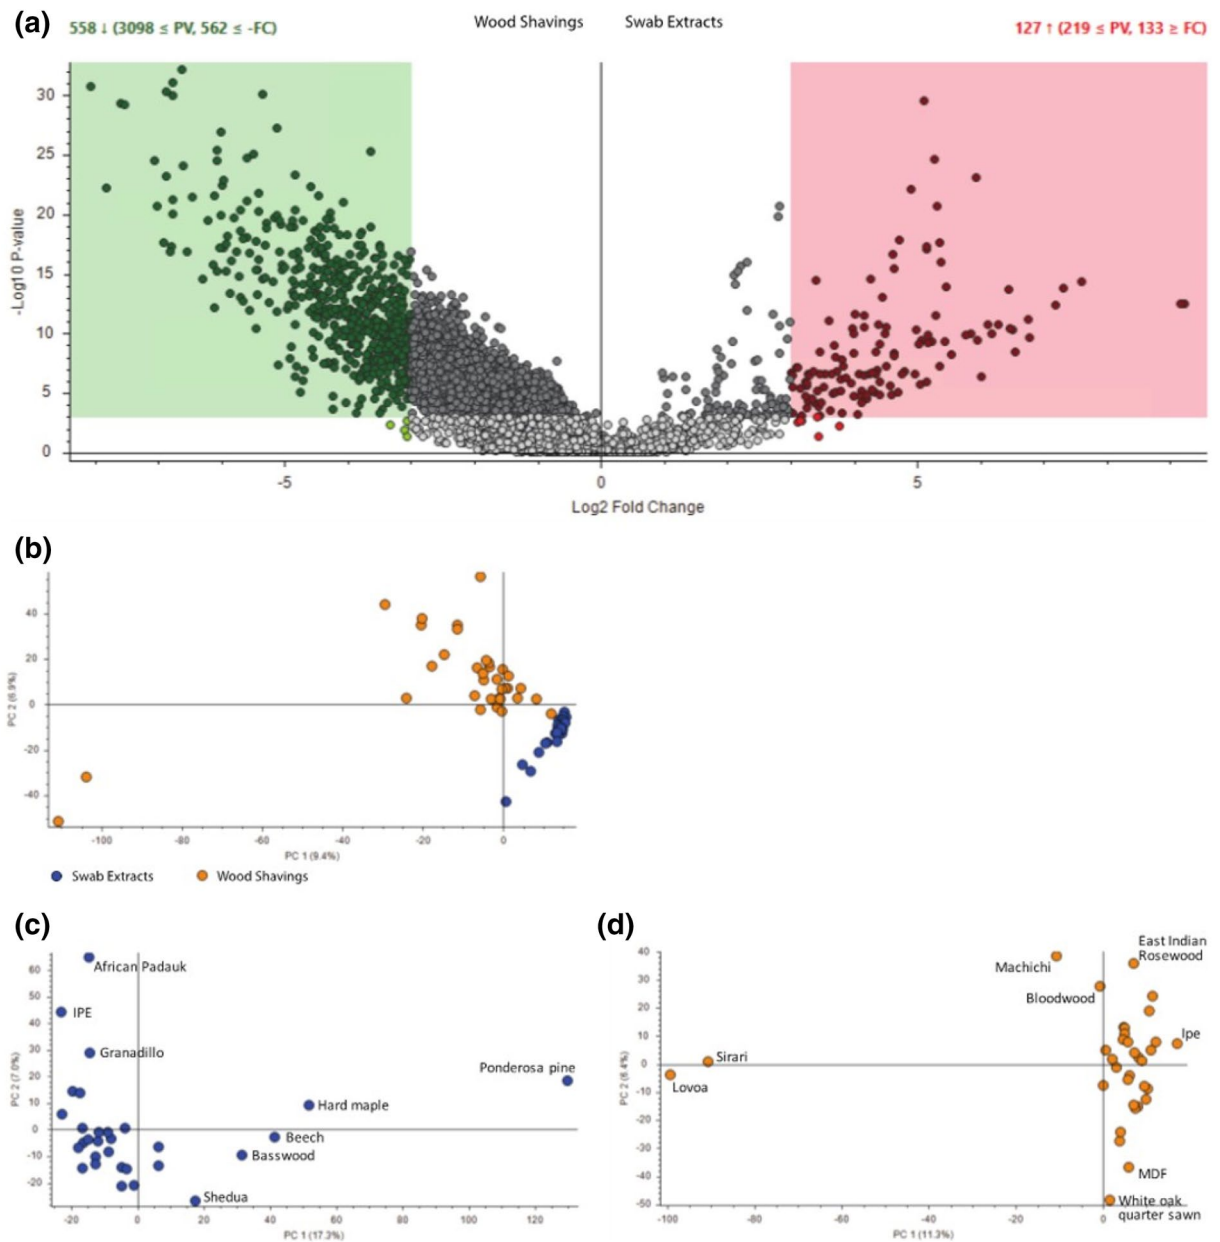 (a)
558 ↓ (3098 ≤ PV, 562 ≤ -FC)
Wood Shavings
Swab Extracts
127 ↑ (219 ≤ PV, 133 ≥ FC)
30
25
20
15
10
5
0
-Log10 P-value
-5
0
5
Log2 Fold Change
(b)
40
20
0
-20
-40
PC 2 (6.9%)
-100
-80
-60
-40
-20
0
PC 1 (9.4%)
Swab Extracts
Wood Shavings
(c)
60
50
40
30
20
10
0
-10
-20
PC 2 (7.0%)
African Padauk
IPE
Granadillo
Ponderosa pine
Hard maple
Beech
Basswood
Shedua
-20
0
20
40
60
80
100
120
PC 1 (17.3%)
(d)
40
30
20
10
0
-10
-20
-30
-40
-50
PC 2 (6.4%)
East Indian
Rosewood
Machichi
Bloodwood
Ipe
Sirari
Lovoa
MDF
White oak
quarter sawn
-100
-80
-60
-40
-20
0
PC 1 (11.3%)